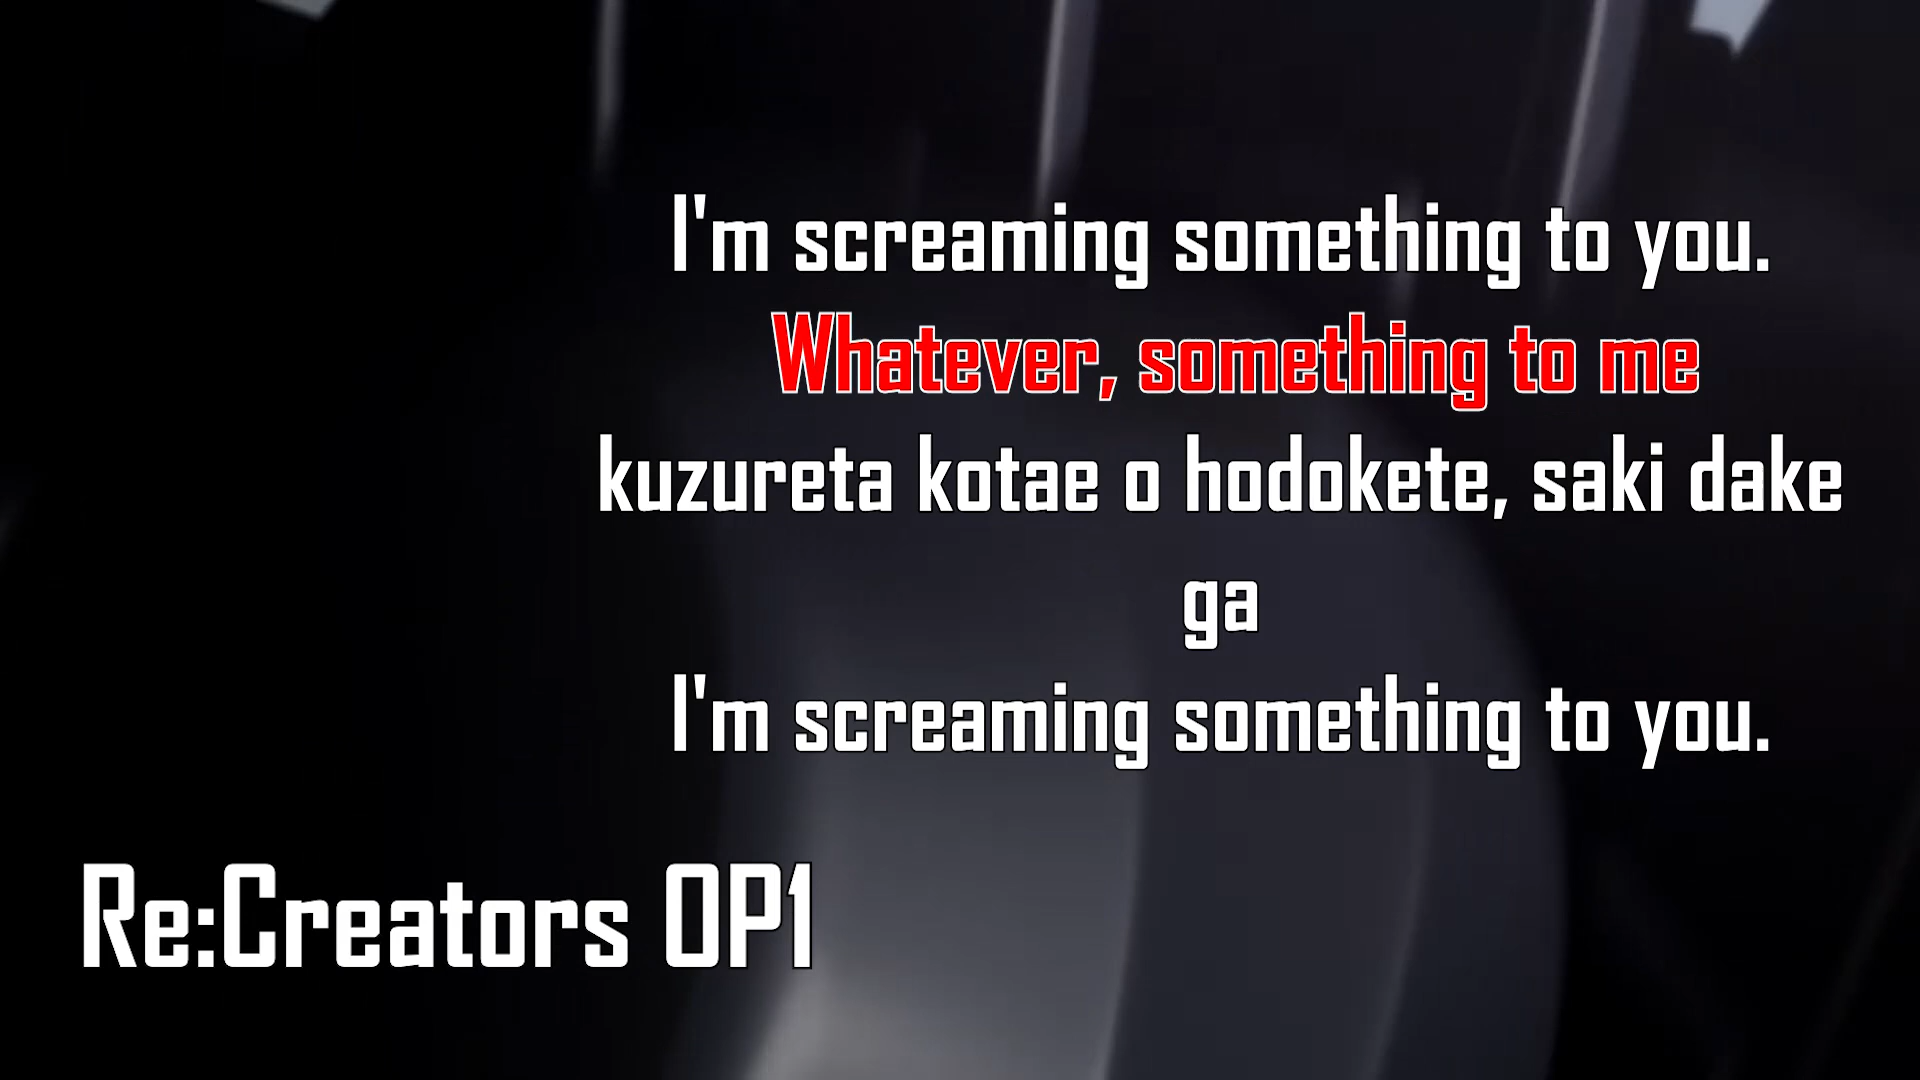 I'm screaming something to you.
Whatever, something to me
kuzureta kotae o hodokete, saki dake
ga
I'm screaming something to you.
Re:Creators OP1